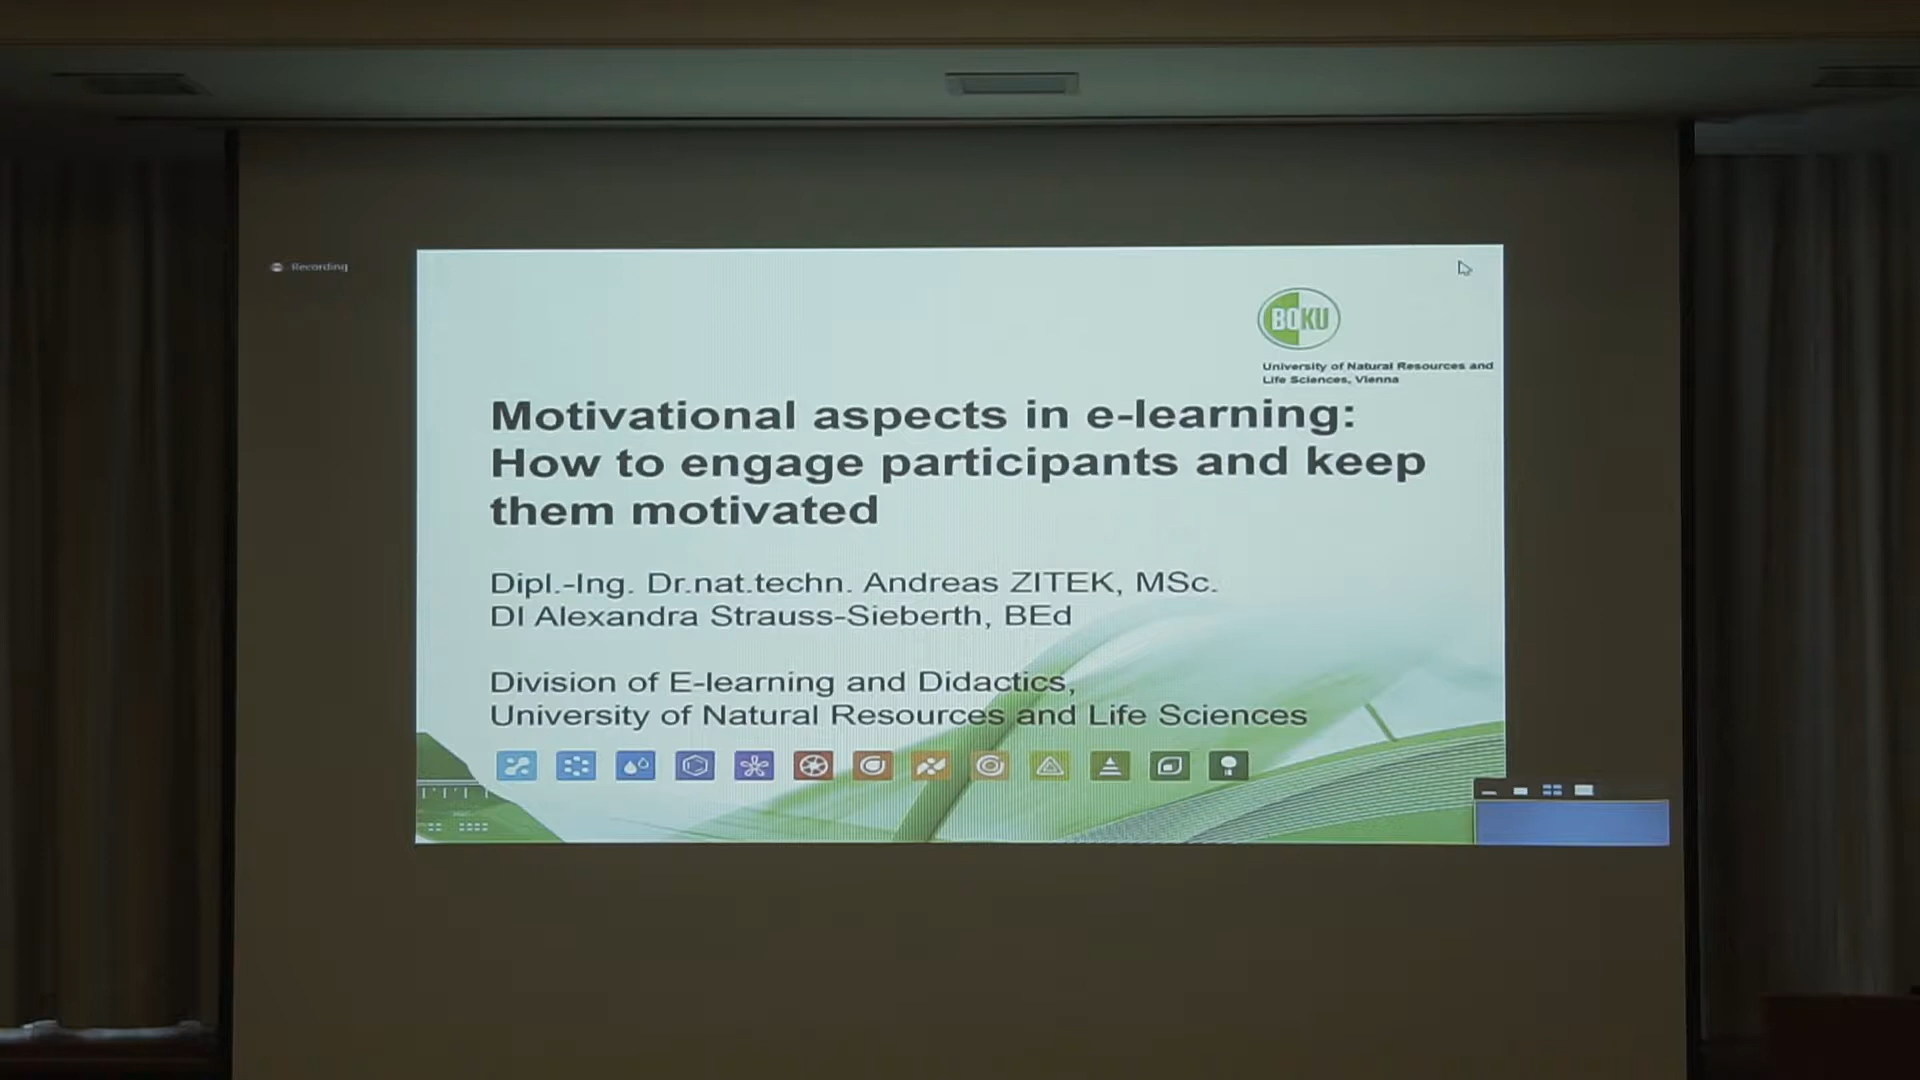 Recording
BOKU
University of Natural Resources and
Life Sciences, Vienna
Motivational aspects in e-learning:
How to engage participants and keep
them motivated
Dipl.-Ing. Dr.nat.techn. Andreas ZITEK, MSc.
DI Alexandra Strauss-Sieberth, BEd
Division of E-learning and Didactics,
University of Natural Resources and Life Sciences